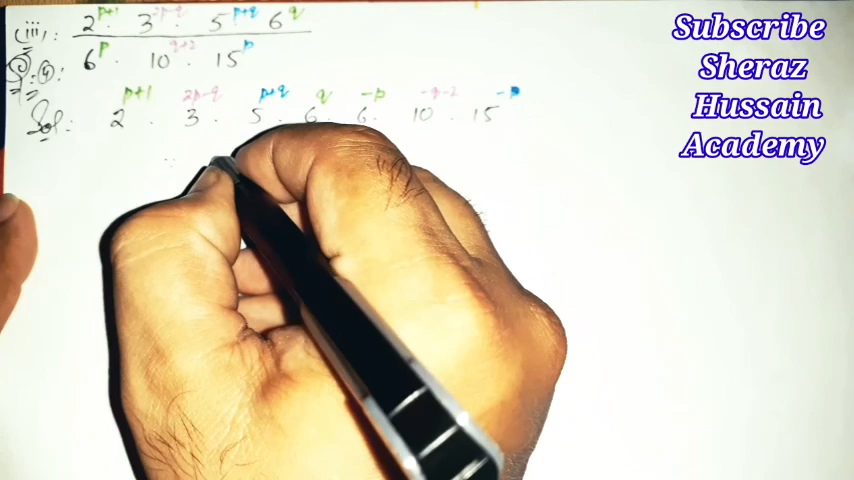 iii, : 2^{p+1} · 3^{2p-q} · 5^{p+q} 6^q
④: 6^p · 10^{q+2} · 15^p
Sol: 2^{p+1} · 3^{2p-q} · 5^{p+q} · 6^q · 6^{-p} · 10^{-q-2} · 15^{-p}
Subscribe
Sheraz
Hussain
Academy